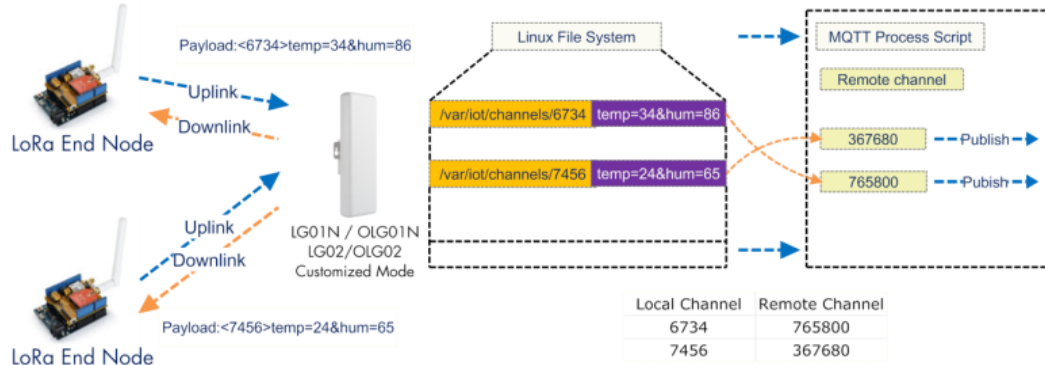 Payload:<6734>temp=34&hum=86
Uplink
Downlink
LoRa End Node
LG01N / OLG01N
LG02/OLG02
Customized Mode
Uplink
Downlink
Payload:<7456>temp=24&hum=65
LoRa End Node
Linux File System
/var/iot/channels/6734 temp=34&hum=86
/var/iot/channels/7456 temp=24&hum=65
MQTT Process Script
Remote channel
367680 Publish
765800 Pubish
Local Channel Remote Channel
6734 765800
7456 367680